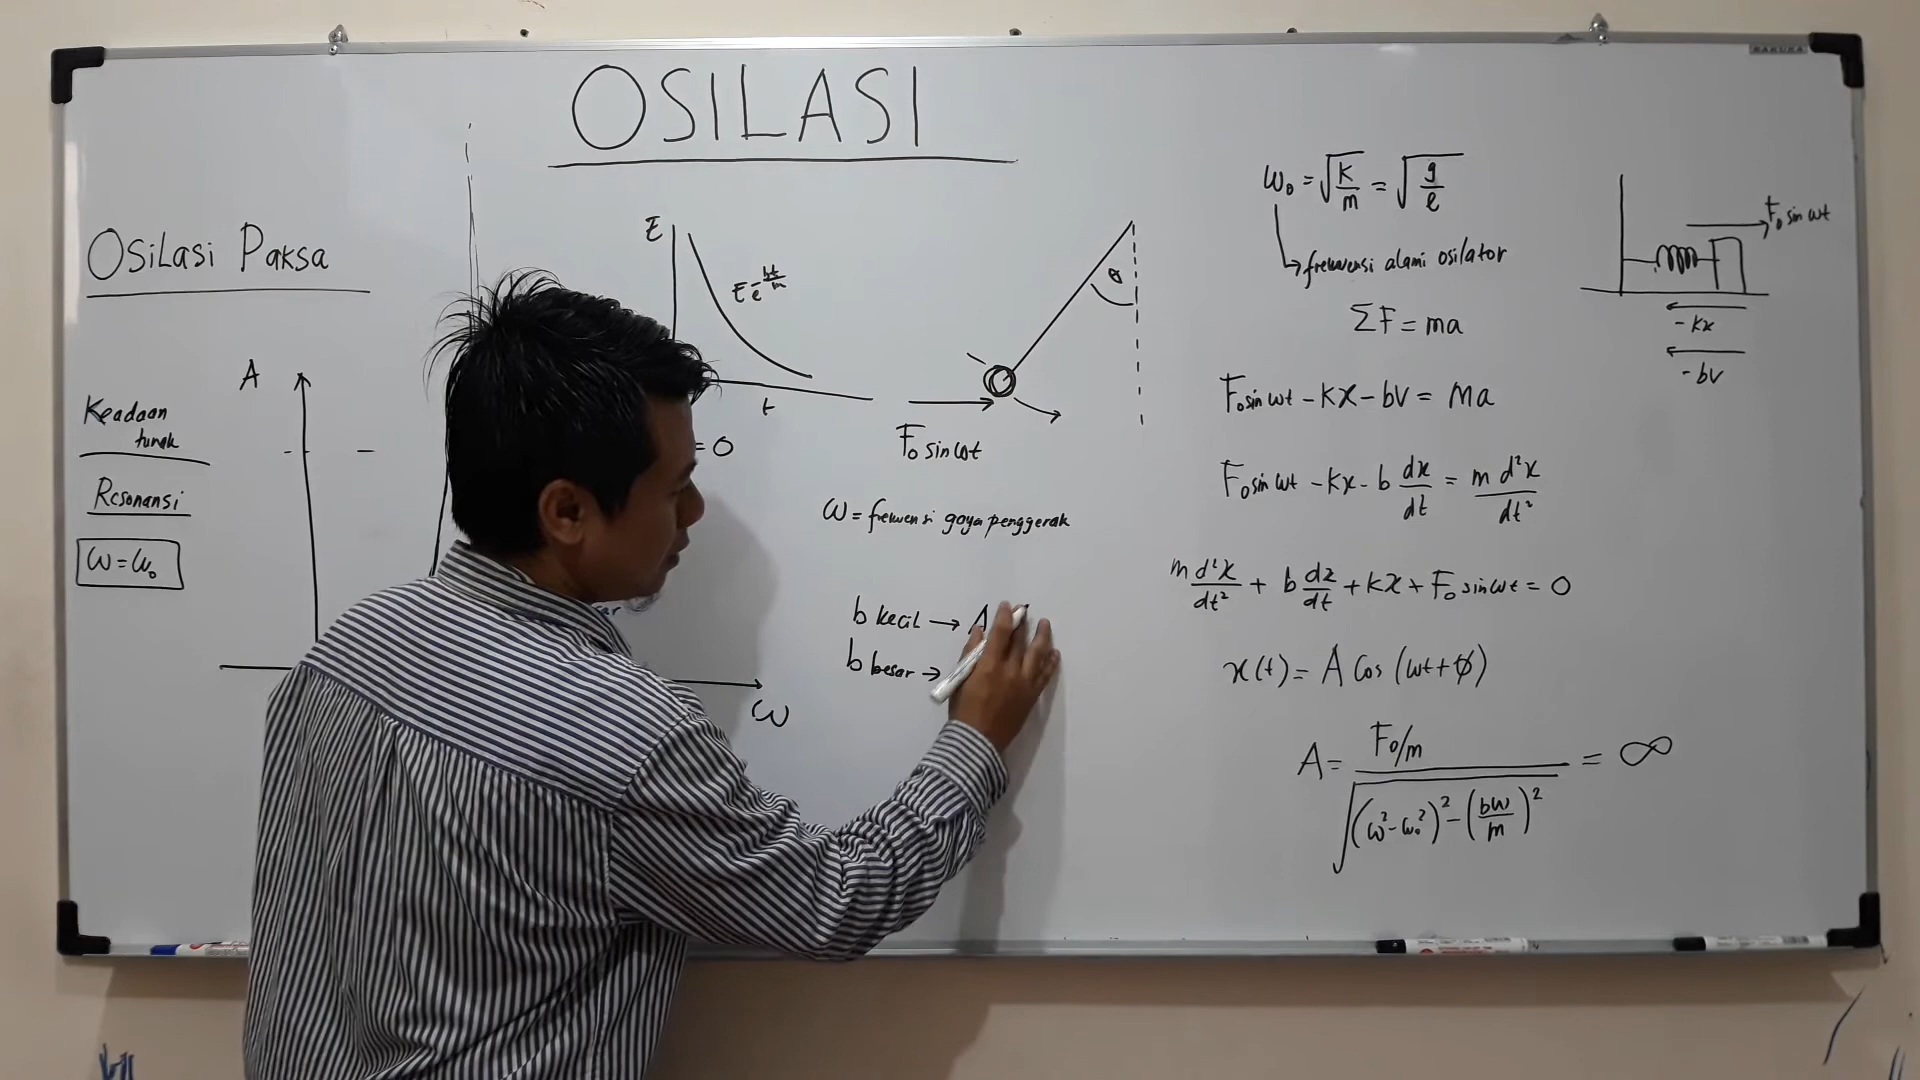 SAKURA
OSILASI
Osilasi Paksa
Keadaan
tunak
Resonansi
ω = ω₀
A
ω
E
E e^-bt/m
t
= 0
θ
F₀ sin ωt
ω = frekuensi gaya penggerak
b kecil → A
b besar →
ω₀ = √(k/m) = √(g/l)
↳ frekuensi alami osilator
F₀ sin ωt
-kx
-bv
ΣF = ma
F₀ sin ωt - kx - bv = ma
F₀ sin ωt - kx - b dx/dt = m d²x/dt²
m d²x/dt² + b dx/dt + kx + F₀ sin ωt = 0
x(t) = A Cos (ωt + ϕ)
A = F₀/m / √((ω² - ω₀²)² - (bω/m)²) = ∞